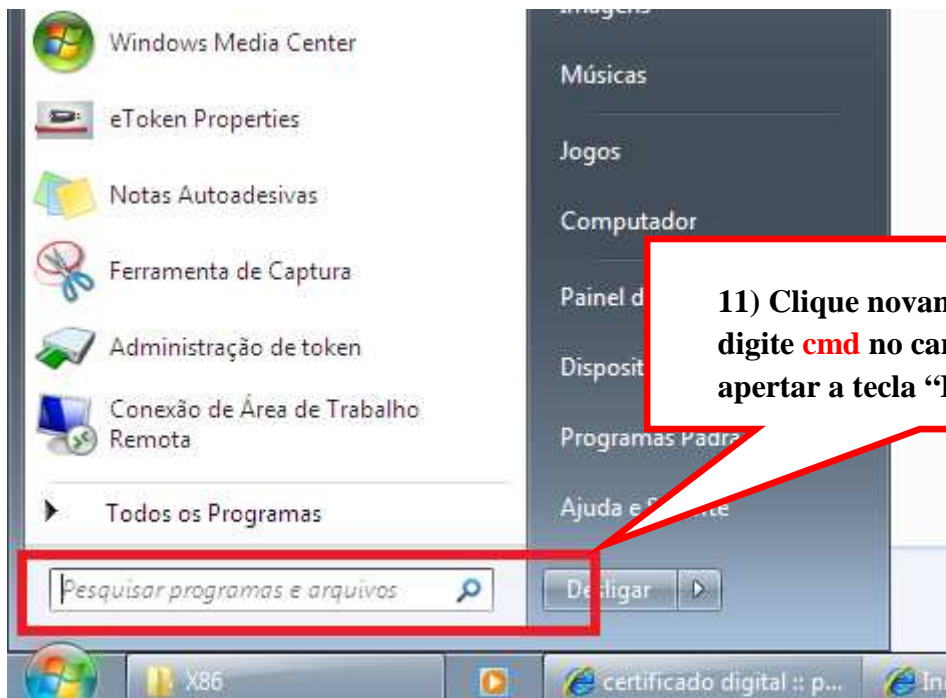 Windows Media Center
eToken Properties
Notas Autoadesivas
Ferramenta de Captura
Administração de token
Conexão de Área de Trabalho
Remota
Todos os Programas
Pesquisar programas e arquivos
Músicas
Jogos
Computador
Painel d
Disposit
Programas Padrã
Ajuda e
Desligar
11) Clique novam
digite cmd no ca
apertar a tecla “
X86
certificado digital :: p...
In